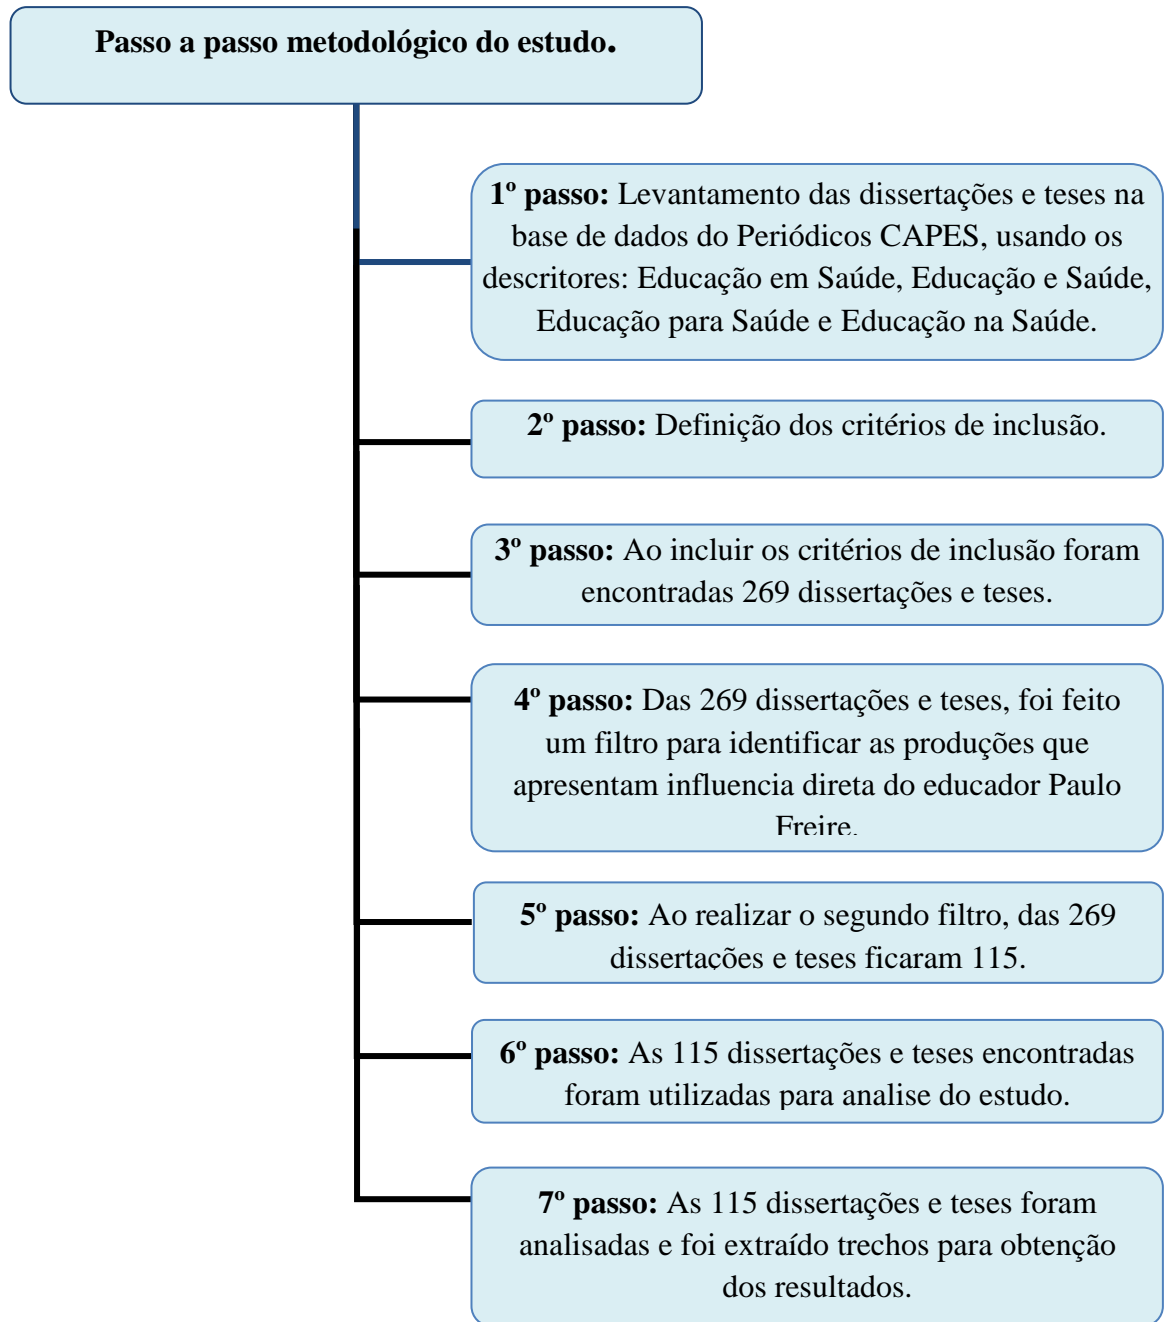 Passo a passo metodológico do estudo.
1º passo: Levantamento das dissertações e teses na
base de dados do Periódicos CAPES, usando os
descritores: Educação em Saúde, Educação e Saúde,
Educação para Saúde e Educação na Saúde.
2º passo: Definição dos critérios de inclusão.
3º passo: Ao incluir os critérios de inclusão foram
encontradas 269 dissertações e teses.
4º passo: Das 269 dissertações e teses, foi feito
um filtro para identificar as produções que
apresentam influencia direta do educador Paulo
Freire.
5º passo: Ao realizar o segundo filtro, das 269
dissertações e teses ficaram 115.
6º passo: As 115 dissertações e teses encontradas
foram utilizadas para analise do estudo.
7º passo: As 115 dissertações e teses foram
analisadas e foi extraído trechos para obtenção
dos resultados.